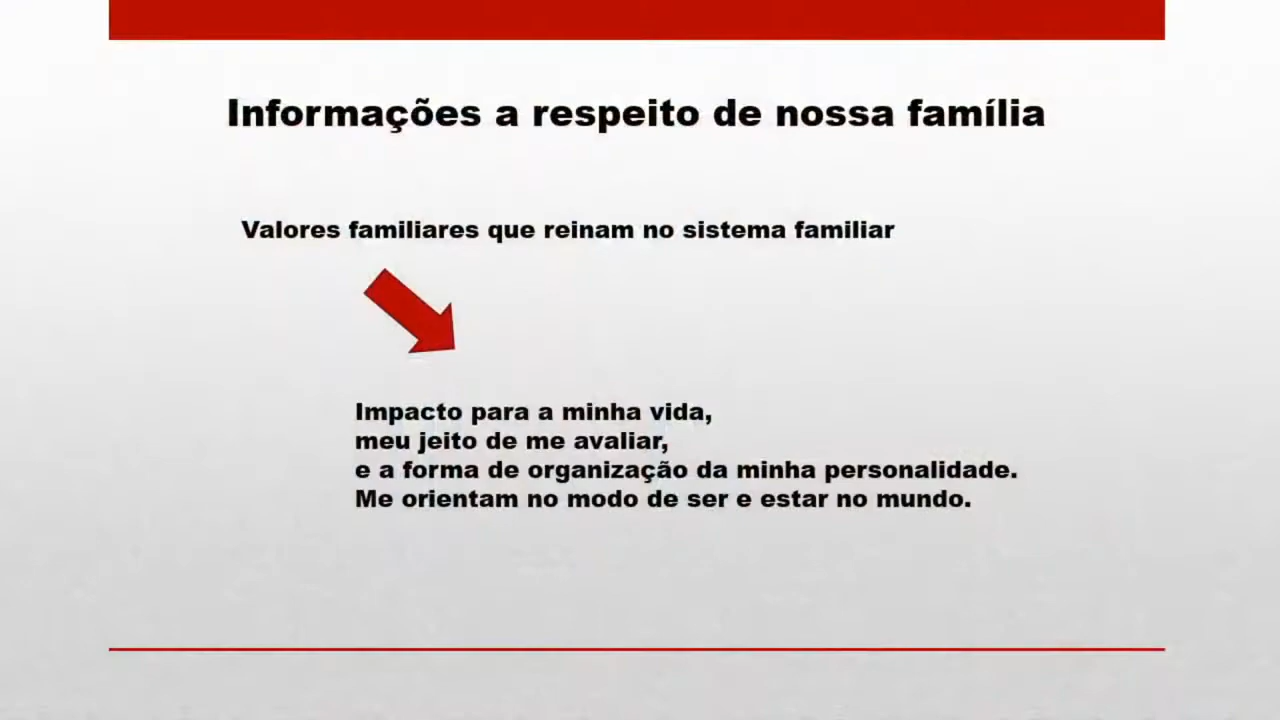 Informações a respeito de nossa família
Valores familiares que reinam no sistema familiar
Impacto para a minha vida,
meu jeito de me avaliar,
e a forma de organização da minha personalidade.
Me orientam no modo de ser e estar no mundo.